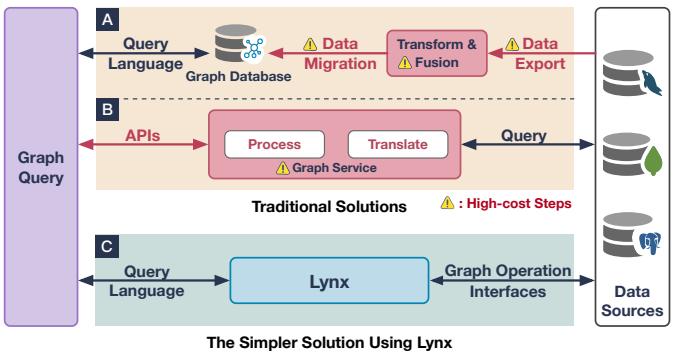 A
Query
Language
Graph Database
Data
Migration
Transform &
Fusion
Data
Export
B
Graph
Query
APIs
Process
Translate
Graph Service
Query
Traditional Solutions
: High-cost Steps
C
Query
Language
Lynx
Graph Operation
Interfaces
Data
Sources
The Simpler Solution Using Lynx